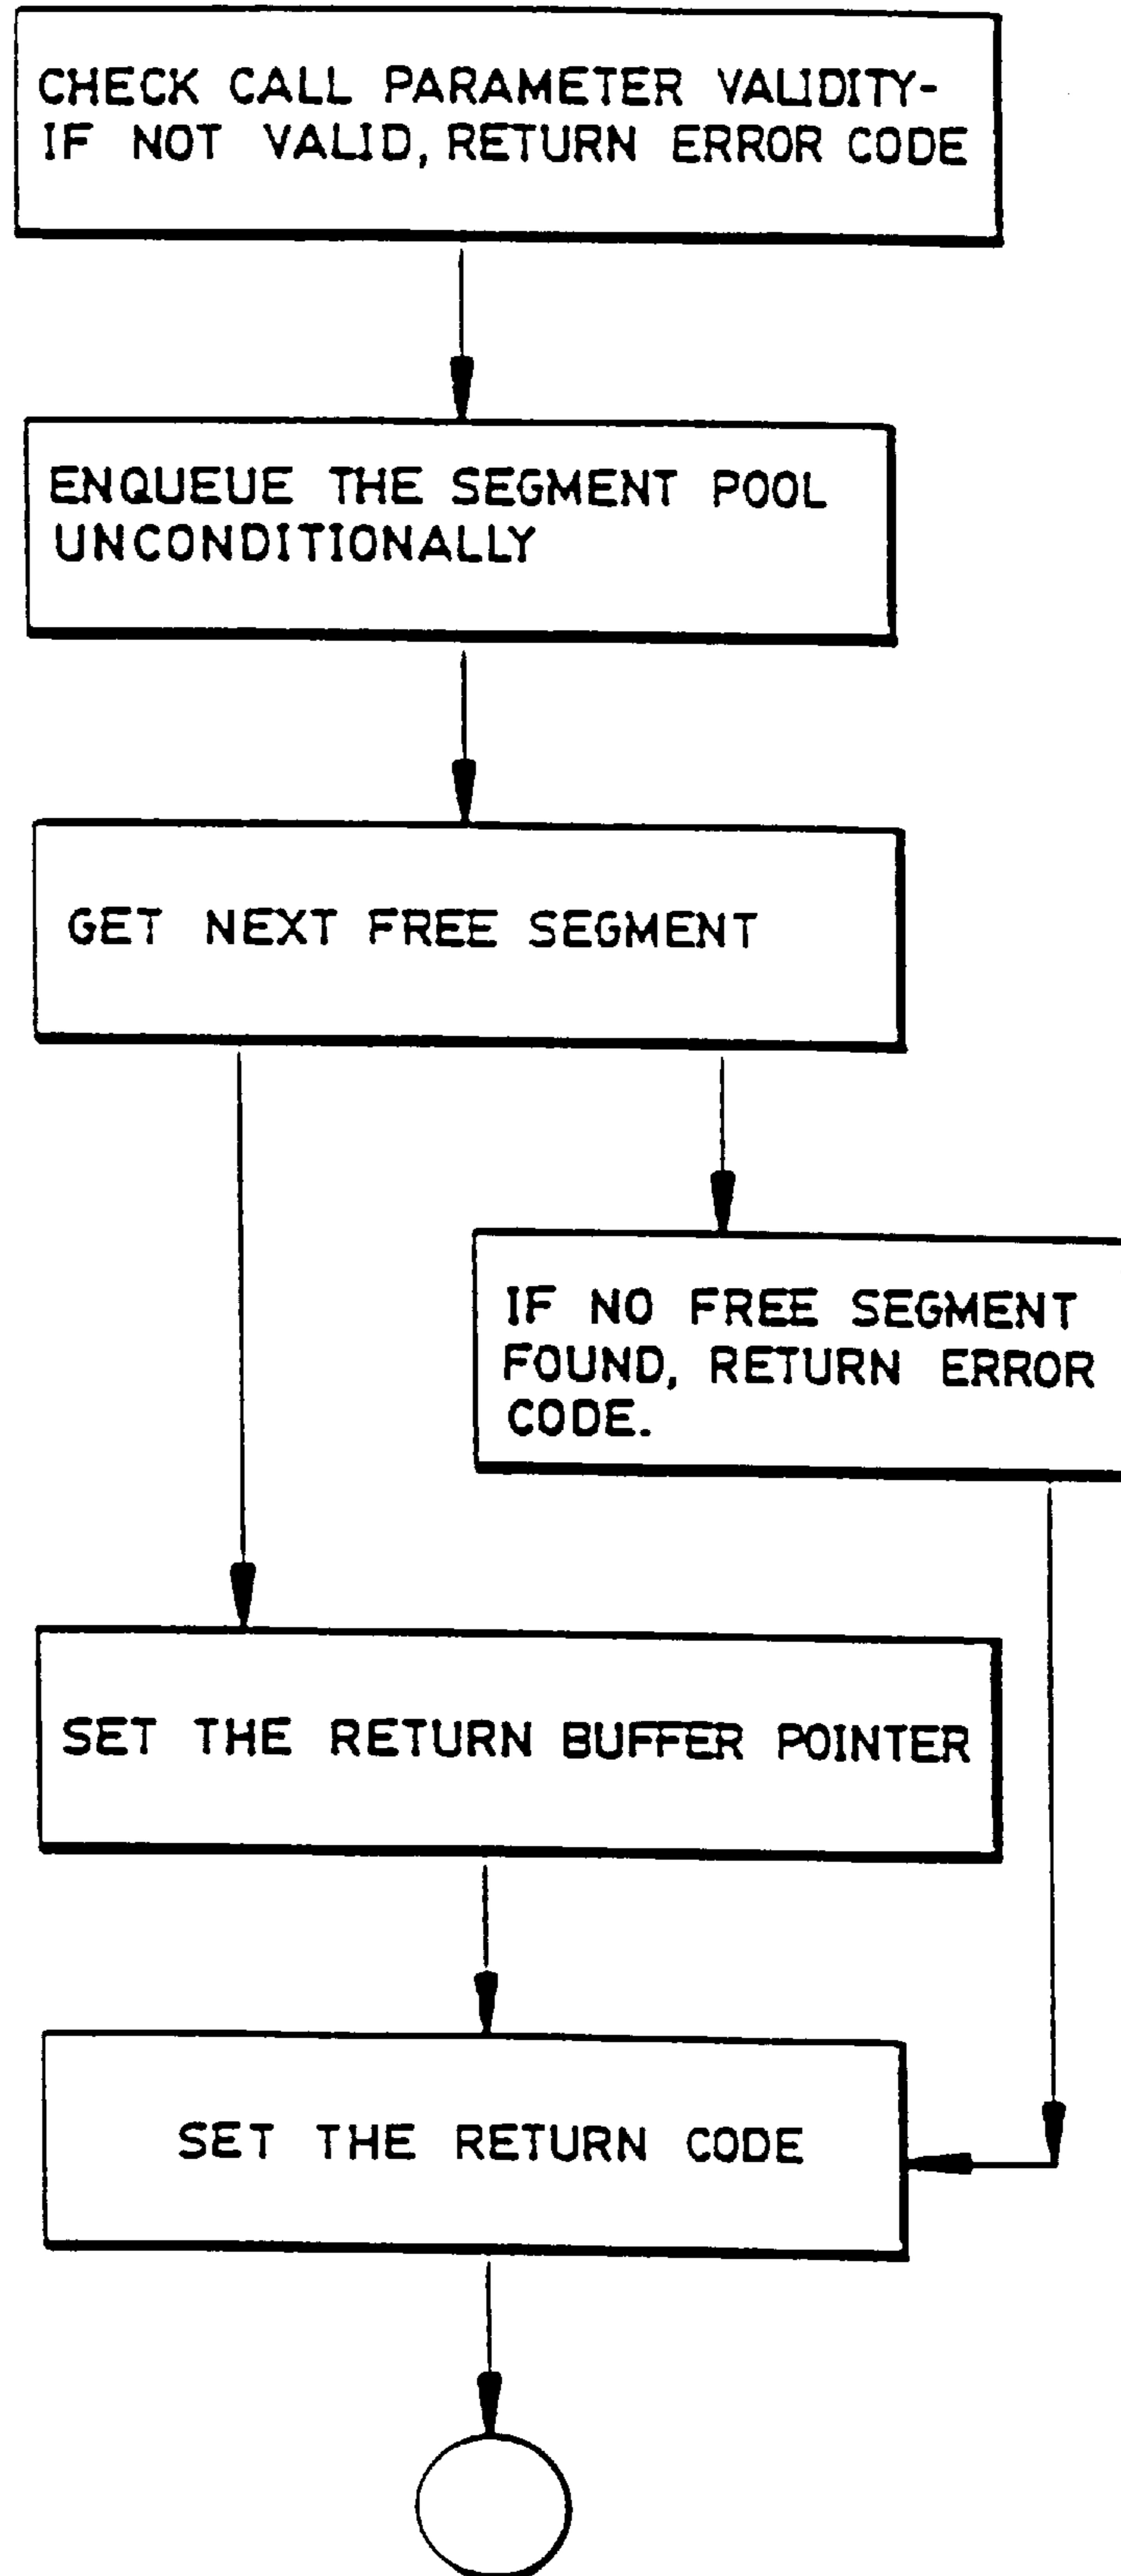 CHECK CALL PARAMETER VALIDITY-
IF NOT VALID, RETURN ERROR CODE
ENQUEUE THE SEGMENT POOL
UNCONDITIONALLY
GET NEXT FREE SEGMENT
IF NO FREE SEGMENT
FOUND, RETURN ERROR
CODE.
SET THE RETURN BUFFER POINTER
SET THE RETURN CODE